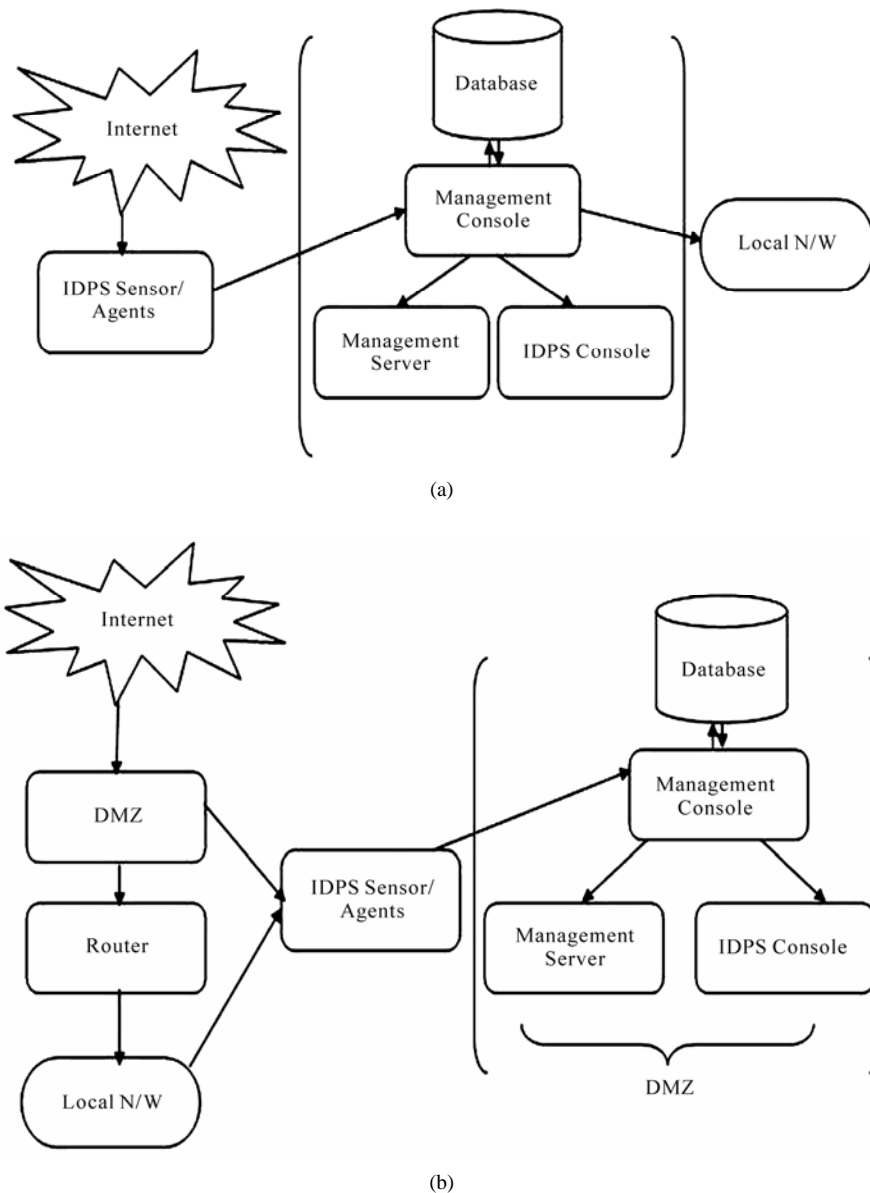 Database
Internet
Management
Console
Local N/W
IDPS Sensor/
Agents
Management
Server
IDPS Console
(a)
Internet
Database
DMZ
Management
Console
IDPS Sensor/
Agents
Router
Management
Server
IDPS Console
Local N/W
DMZ
(b)